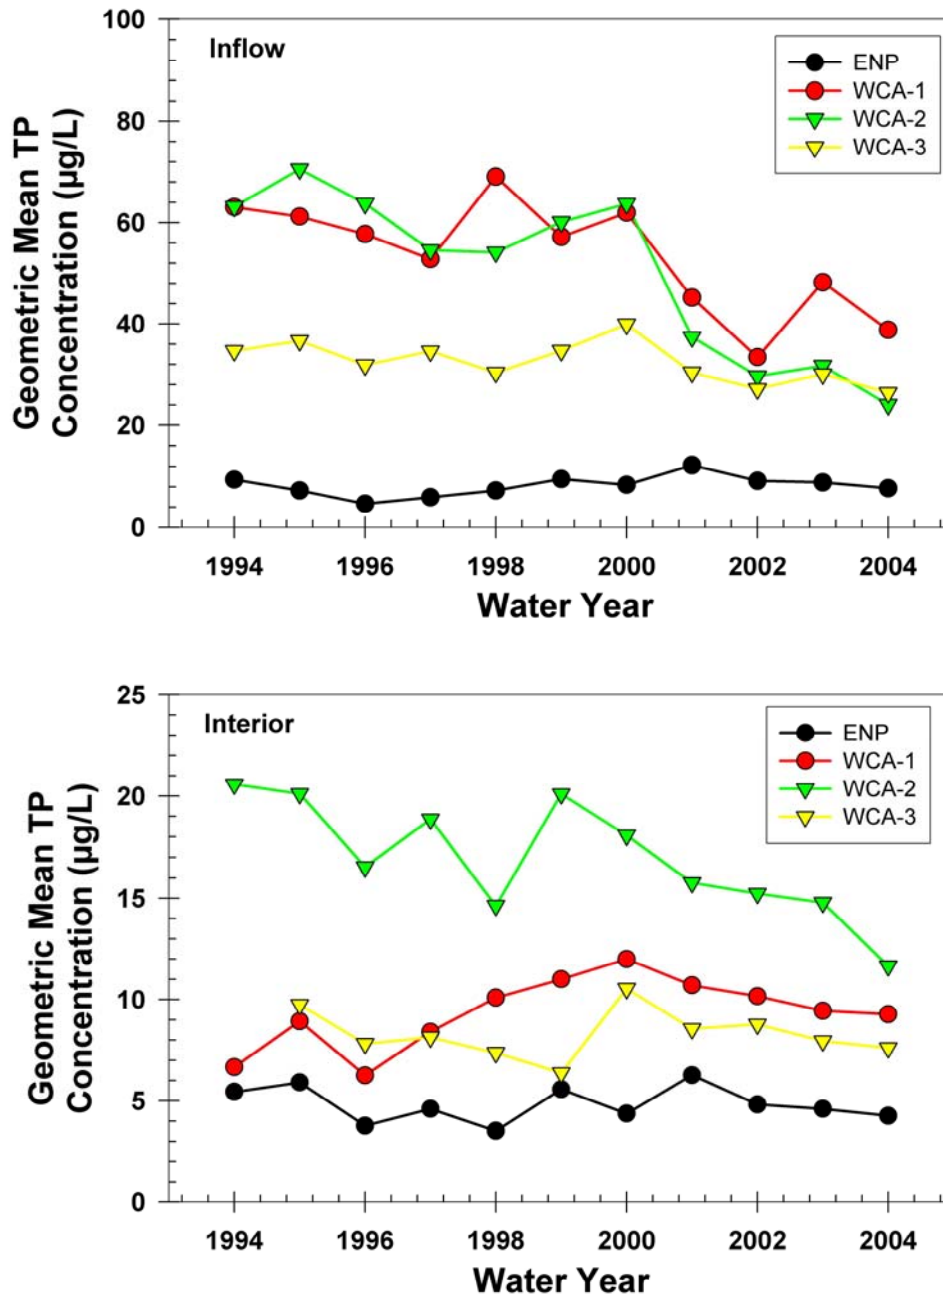 Inflow
ENP
WCA-1
WCA-2
WCA-3
Geometric Mean TP
Concentration (µg/L)
100
80
60
40
20
0
1994 1996 1998 2000 2002 2004
Water Year
Interior
ENP
WCA-1
WCA-2
WCA-3
Geometric Mean TP
Concentration (µg/L)
25
20
15
10
5
0
1994 1996 1998 2000 2002 2004
Water Year